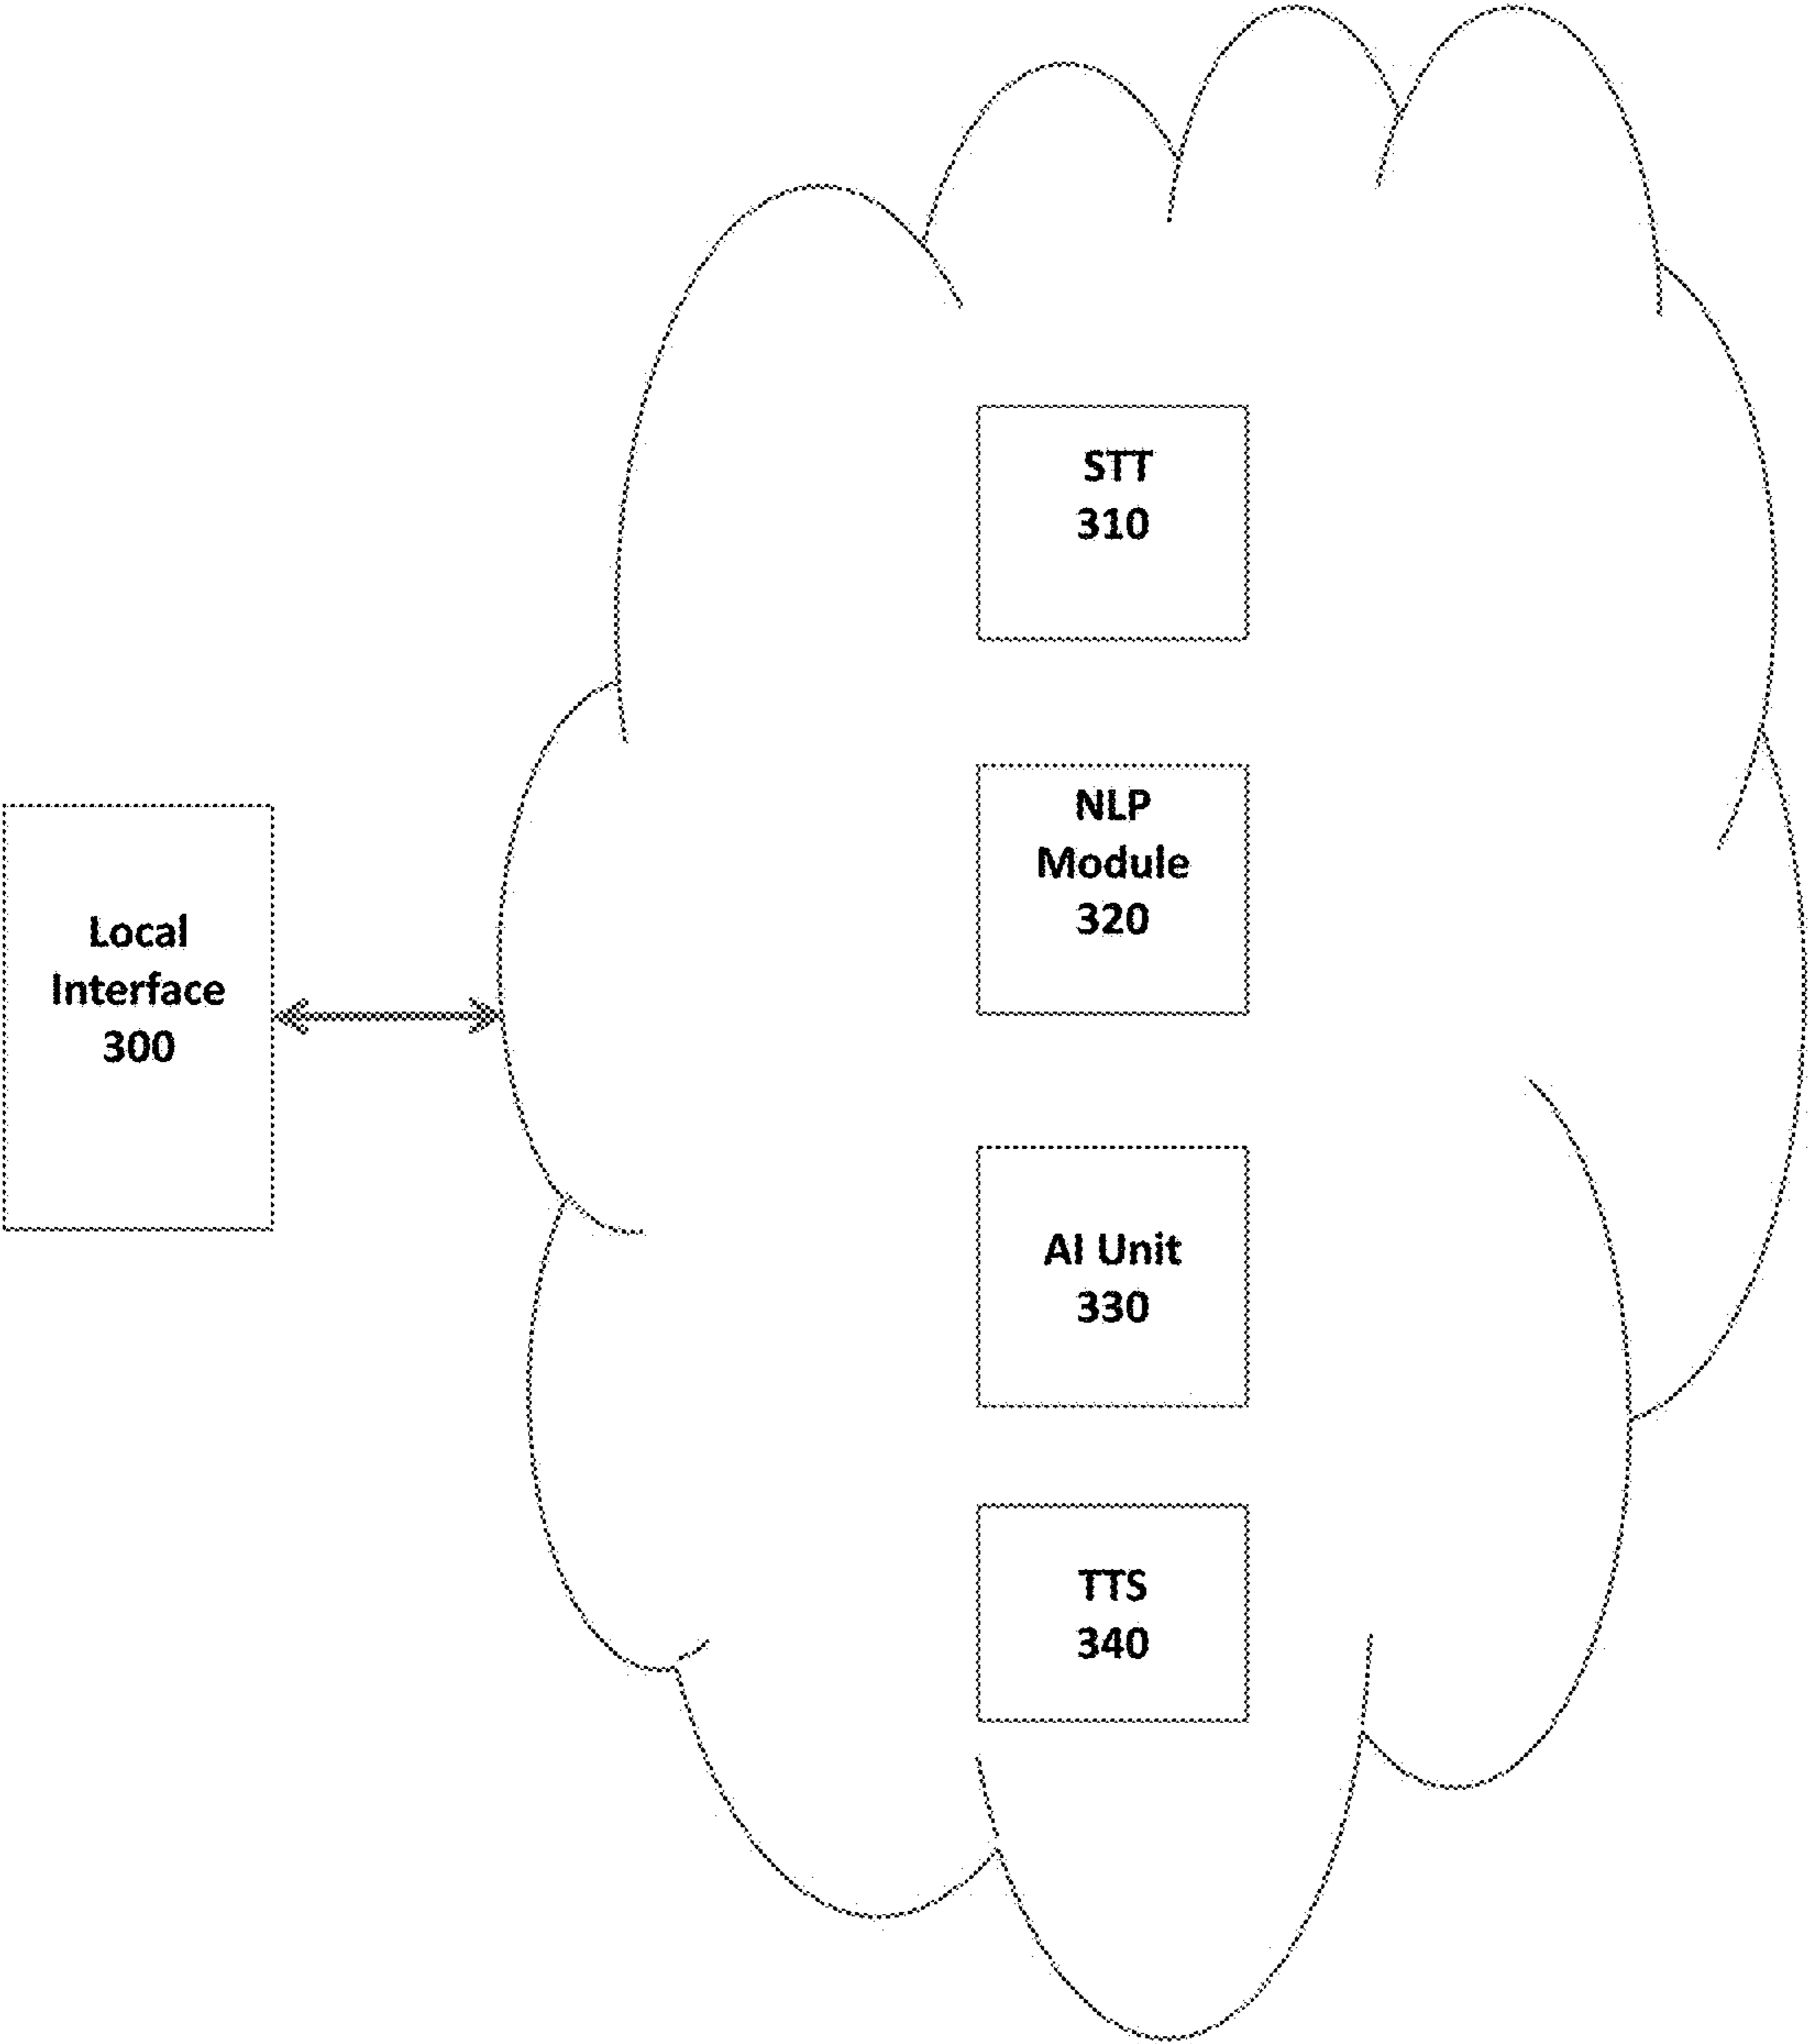 STT
310
NLP
Module
320
Local
Interface
300
AI Unit
330
TTS
340